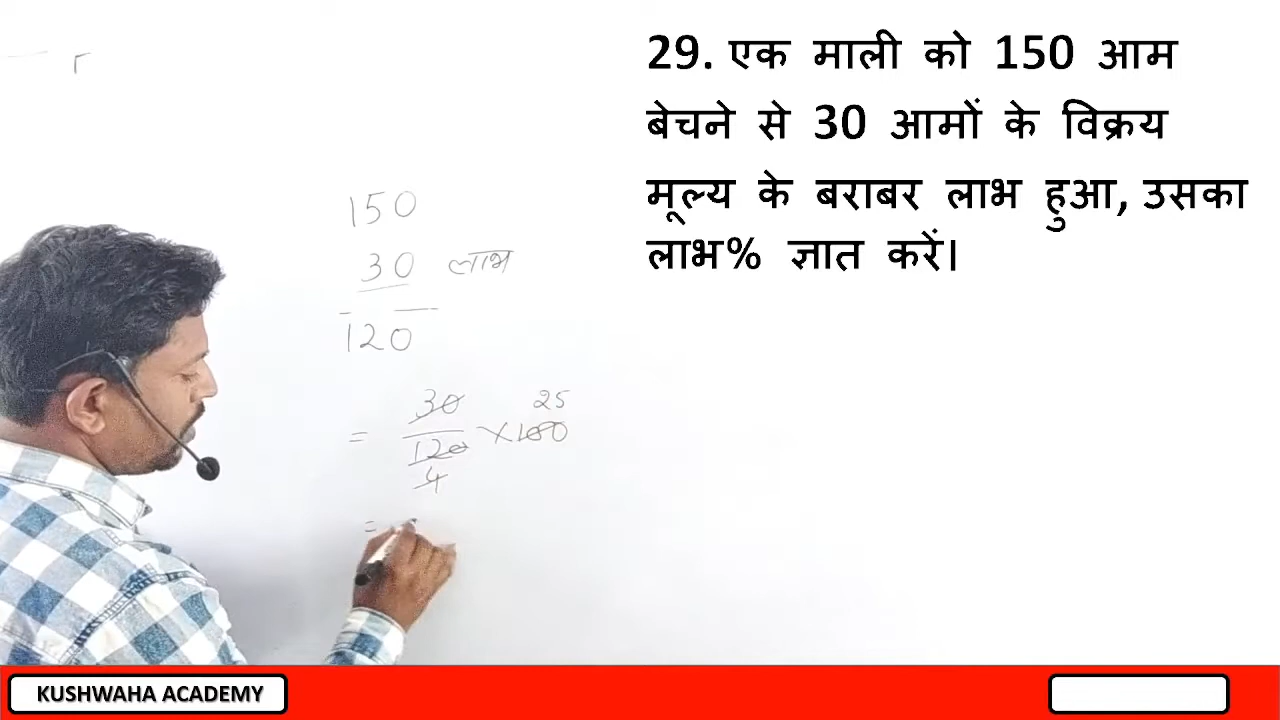 29. एक माली को 150 आम
बेचने से 30 आमों के विक्रय
मूल्य के बराबर लाभ हुआ, उसका
लाभ% ज्ञात करें।
150
30 लाभ
120
= 30/120 × 100
25
4
=
KUSHWAHA ACADEMY